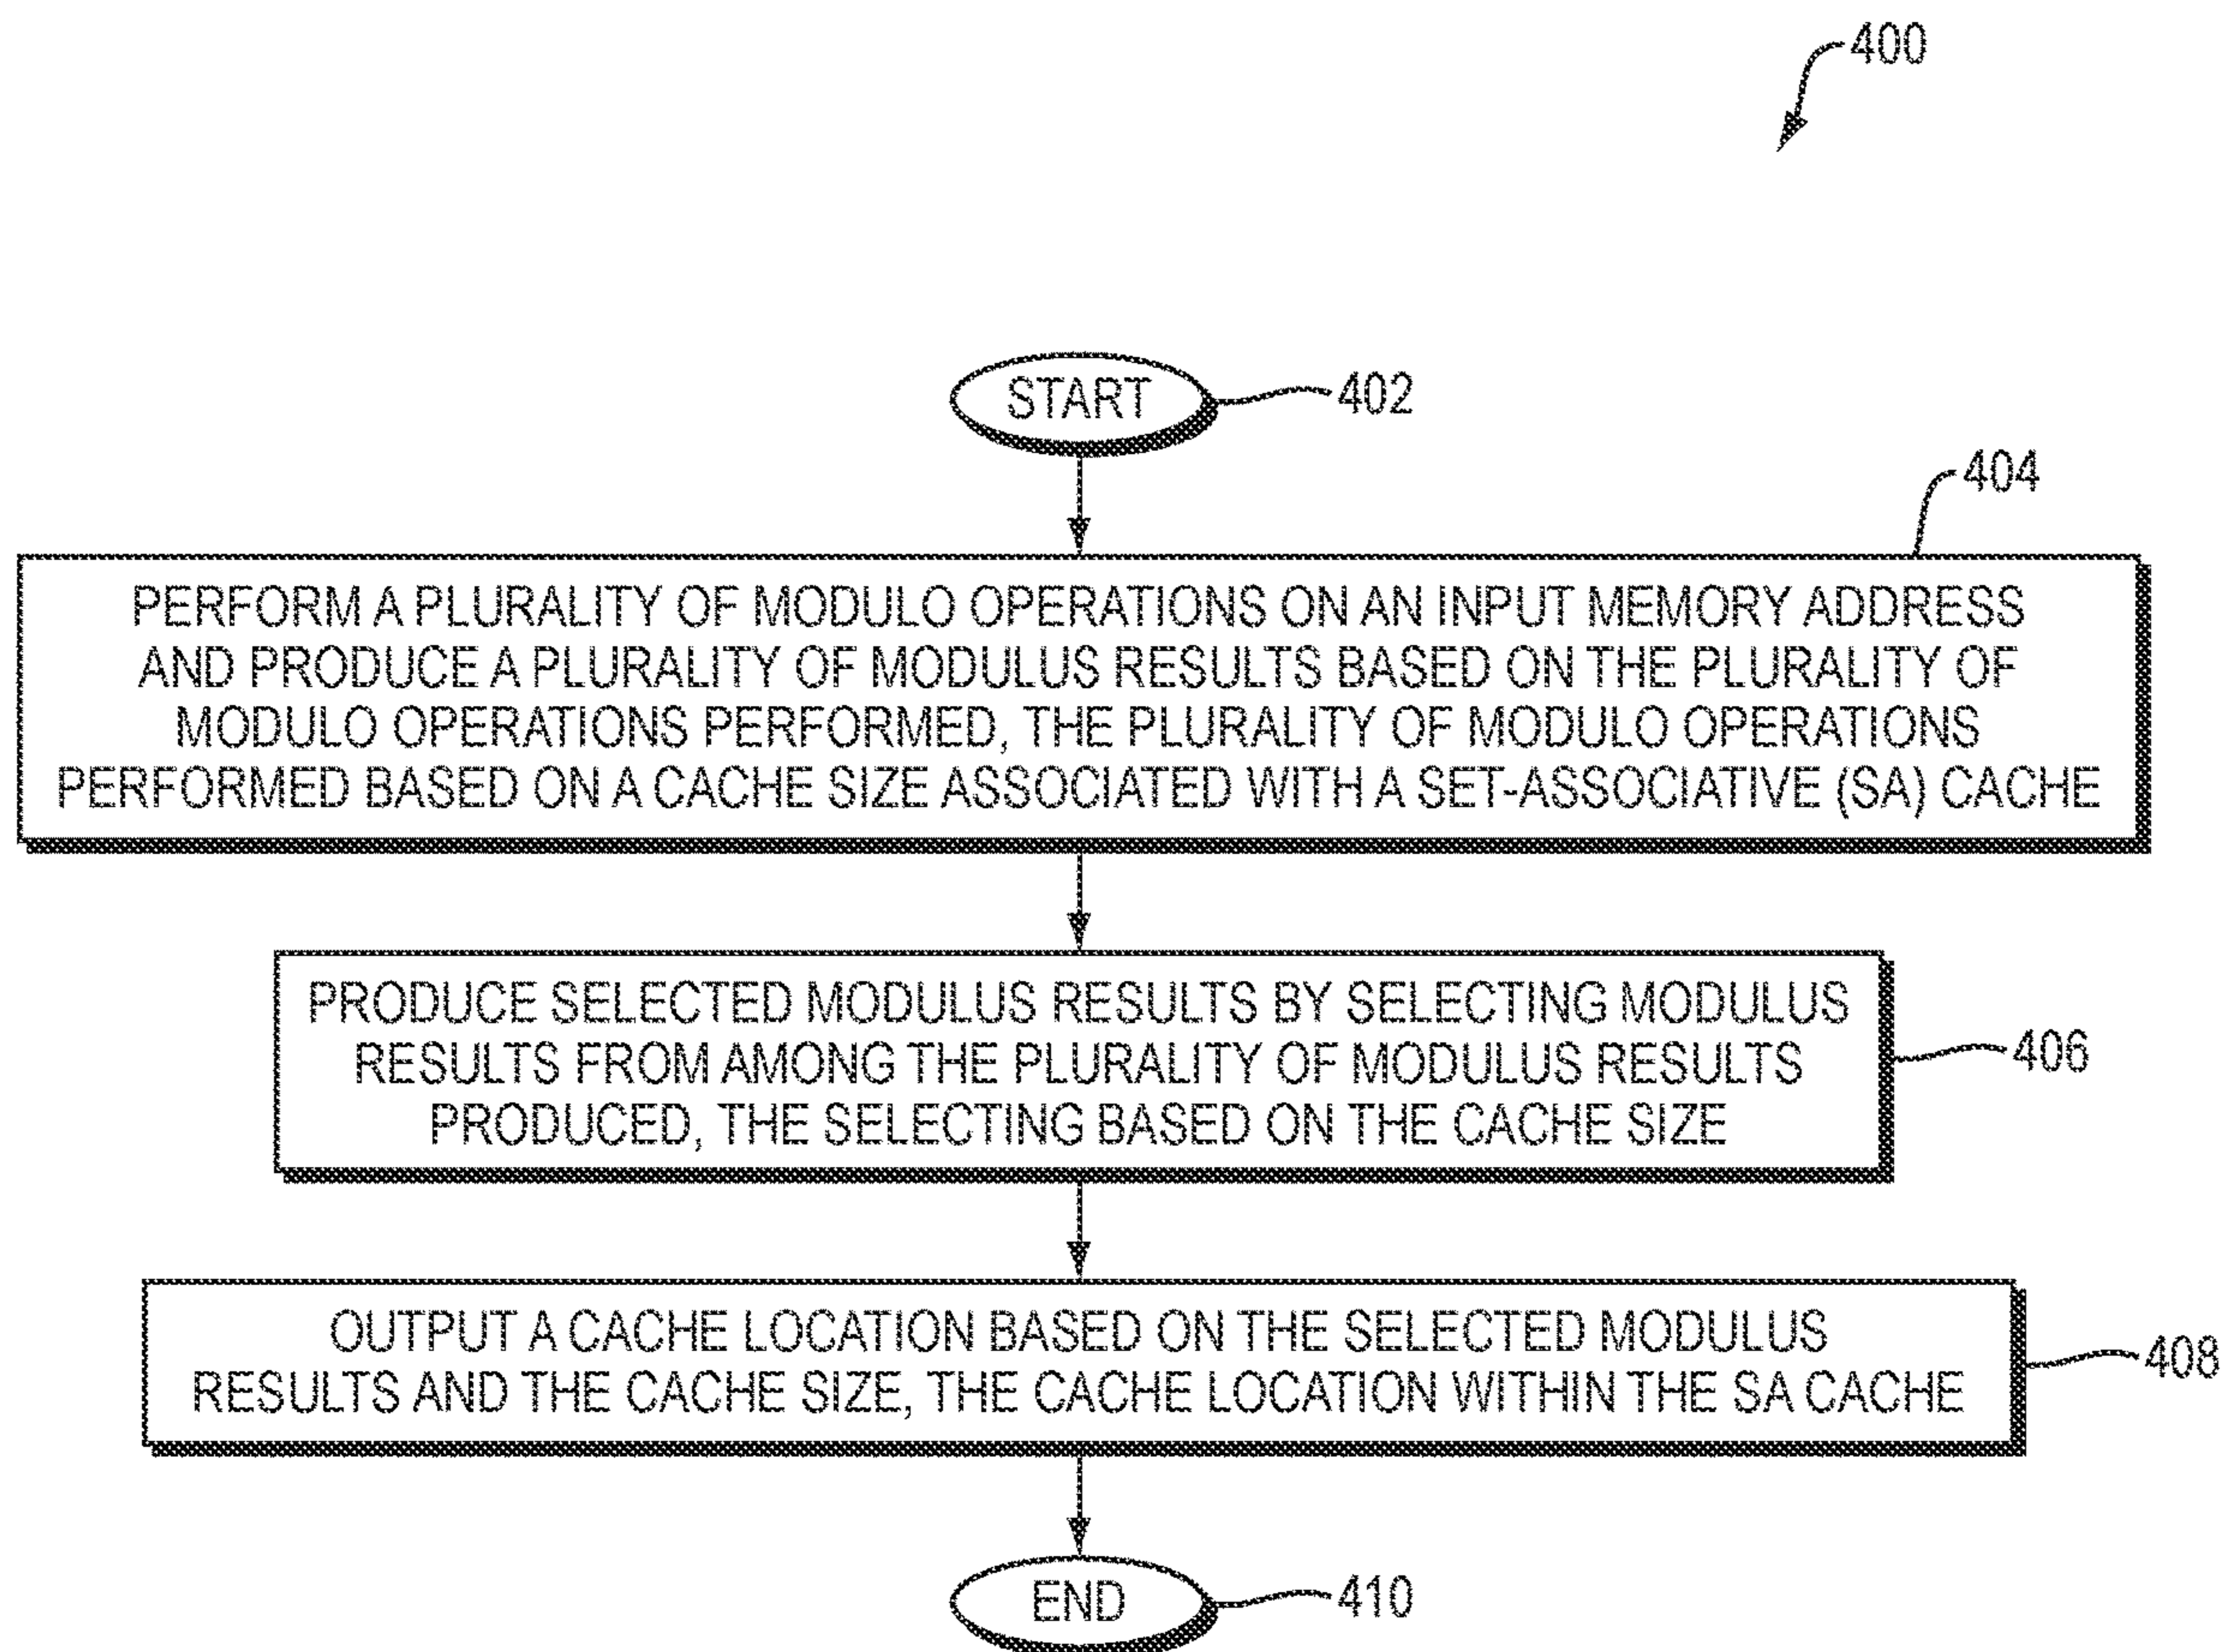 400
START
402
404
PERFORM A PLURALITY OF MODULO OPERATIONS ON AN INPUT MEMORY ADDRESS
AND PRODUCE A PLURALITY OF MODULUS RESULTS BASED ON THE PLURALITY OF
MODULO OPERATIONS PERFORMED, THE PLURALITY OF MODULO OPERATIONS
PERFORMED BASED ON A CACHE SIZE ASSOCIATED WITH A SET-ASSOCIATIVE (SA) CACHE
PRODUCE SELECTED MODULUS RESULTS BY SELECTING MODULUS
RESULTS FROM AMONG THE PLURALITY OF MODULUS RESULTS
PRODUCED, THE SELECTING BASED ON THE CACHE SIZE
406
OUTPUT A CACHE LOCATION BASED ON THE SELECTED MODULUS
RESULTS AND THE CACHE SIZE, THE CACHE LOCATION WITHIN THE SA CACHE
408
END
410